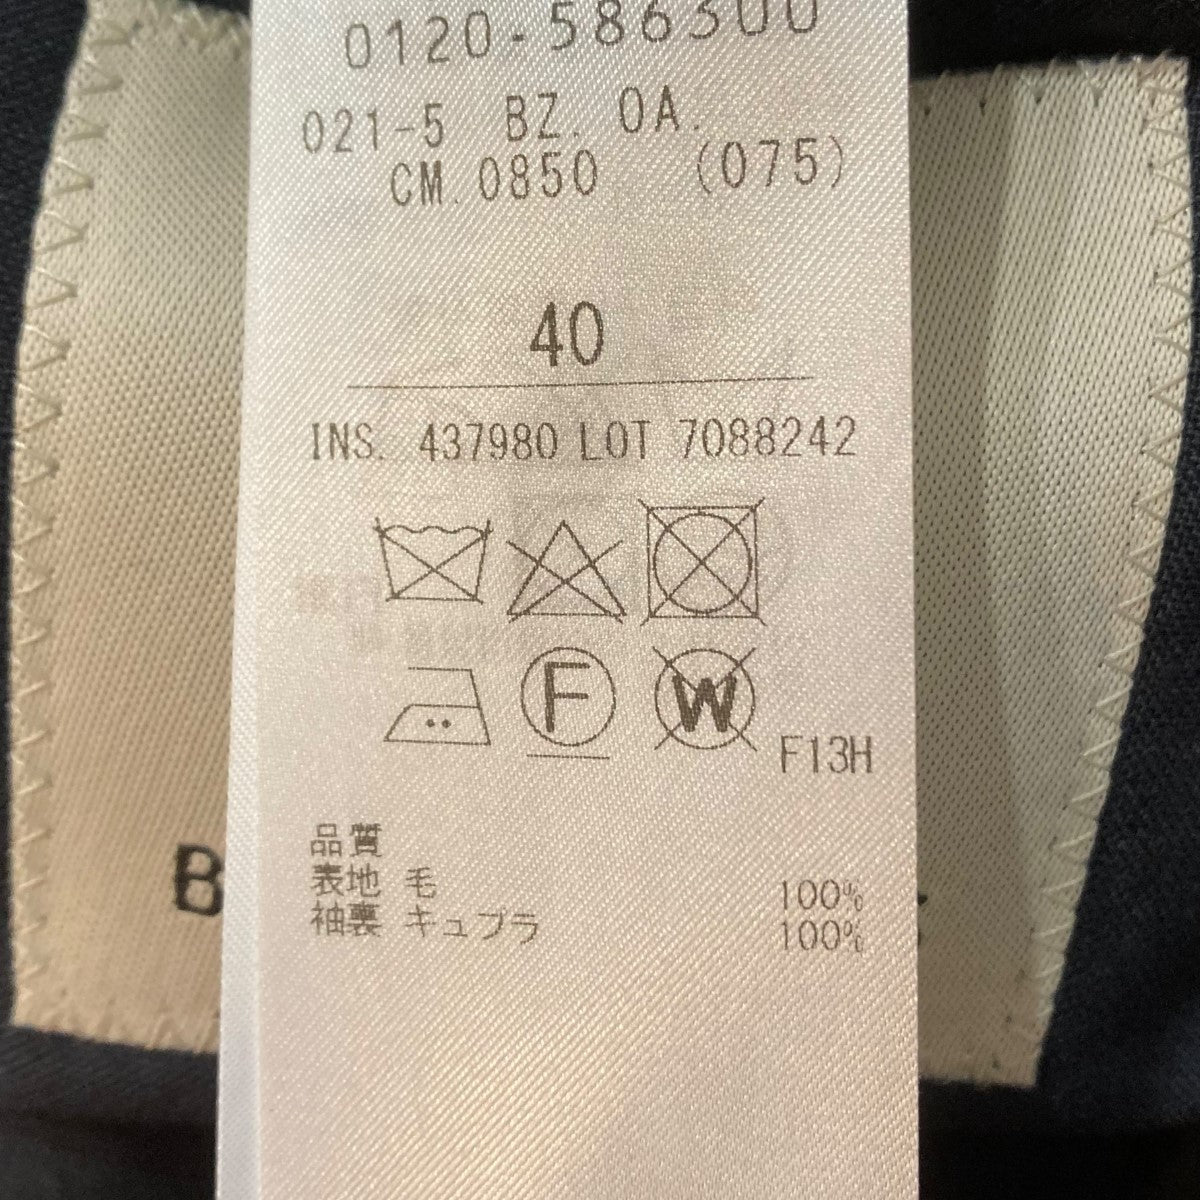 0120-586300
021-5 BZ. OA.
CM. 0850 (075)
40
INS. 437980 LOT 7088242
F W
F13H
品質
表地 毛 100%
袖裏 キュプラ 100%
B